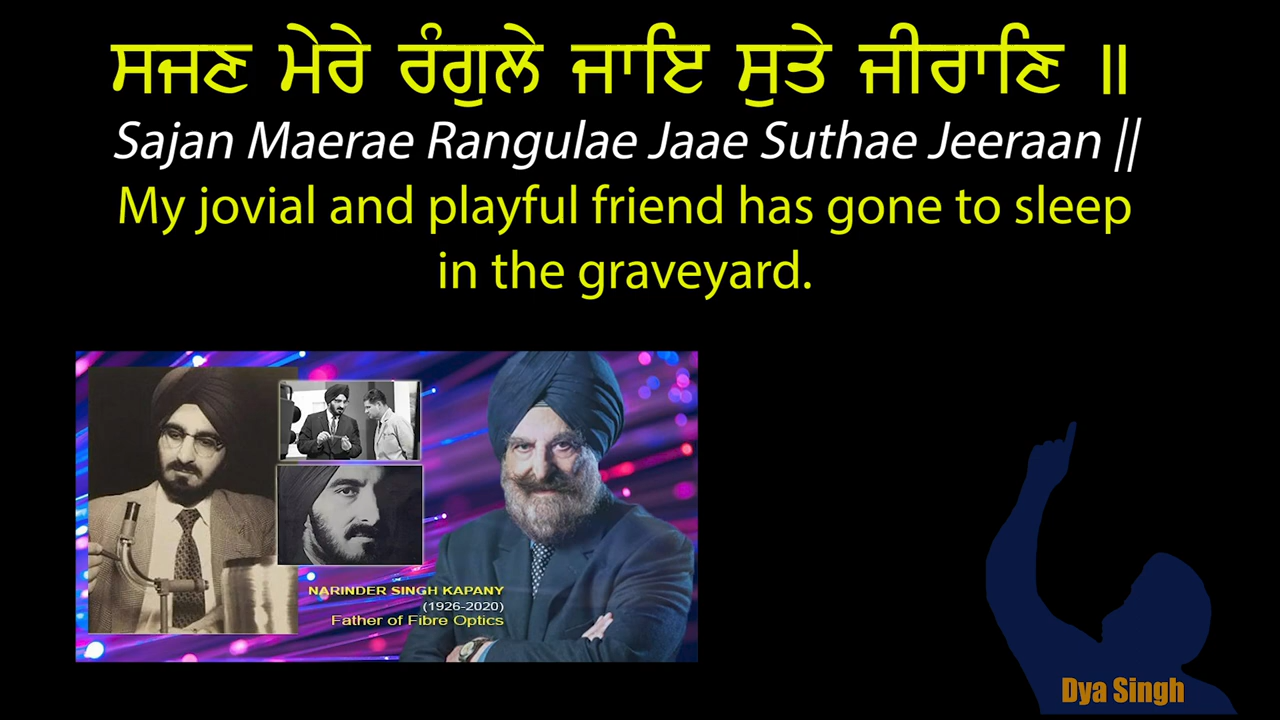 ਸਜਣ ਮੇਰੇ ਰੰਗੁਲੇ ਜਾਇ ਸੁਤੇ ਜੀਰਾਣਿ ॥
Sajan Maerae Rangulae Jaae Suthae Jeeraan ||
My jovial and playful friend has gone to sleep
in the graveyard.
NARINDER SINGH KAPANY
(1926-2020)
Father of Fibre Optics
Dya Singh